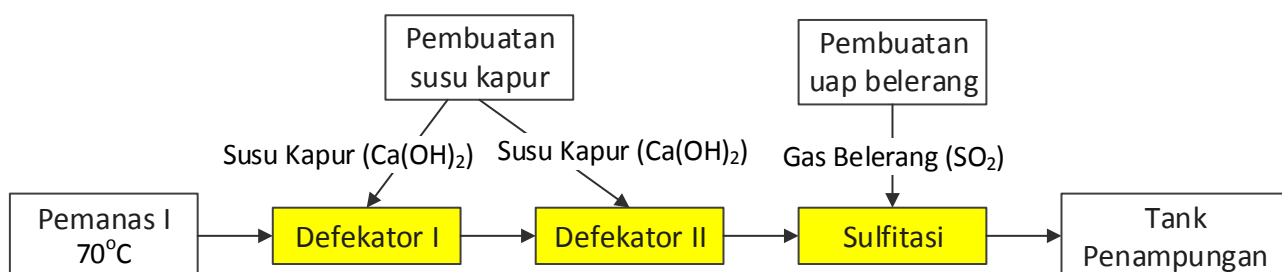 Pembuatan
susu kapur
Pembuatan
uap belerang
Susu Kapur (Ca(OH)₂)
Susu Kapur (Ca(OH)₂)
Gas Belerang (SO₂)
Pemanas I
70°C
Defekator I
Defekator II
Sulfitasi
Tank
Penampungan